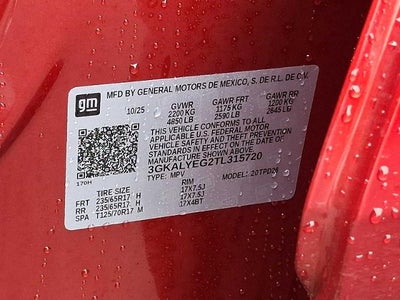 gm
MFD BY GENERAL MOTORS DE MEXICO, S. DE R.L. DE C.V.
10/25 GVWR GAWR FRT GAWR RR
2200 KG 1175 KG 1200 KG
4850 LB 2590 LB 2645 LB
THIS VEHICLE CONFORMS TO ALL
APPLICABLE U.S. FEDERAL MOTOR
VEHICLE SAFETY AND THEFT PREVENTION
STANDARDS IN EFFECT ON THE DATE OF
MANUFACTURE SHOWN ABOVE.
3GKALYEG2TL315720
170H TYPE: MPV MODEL: 20TPD26
TIRE SIZE RIM
FRT 235/65R17 H 17X7.5J
RR 235/65R17 H 17X7.5J
SPA T125/70R17 M 17X4BT